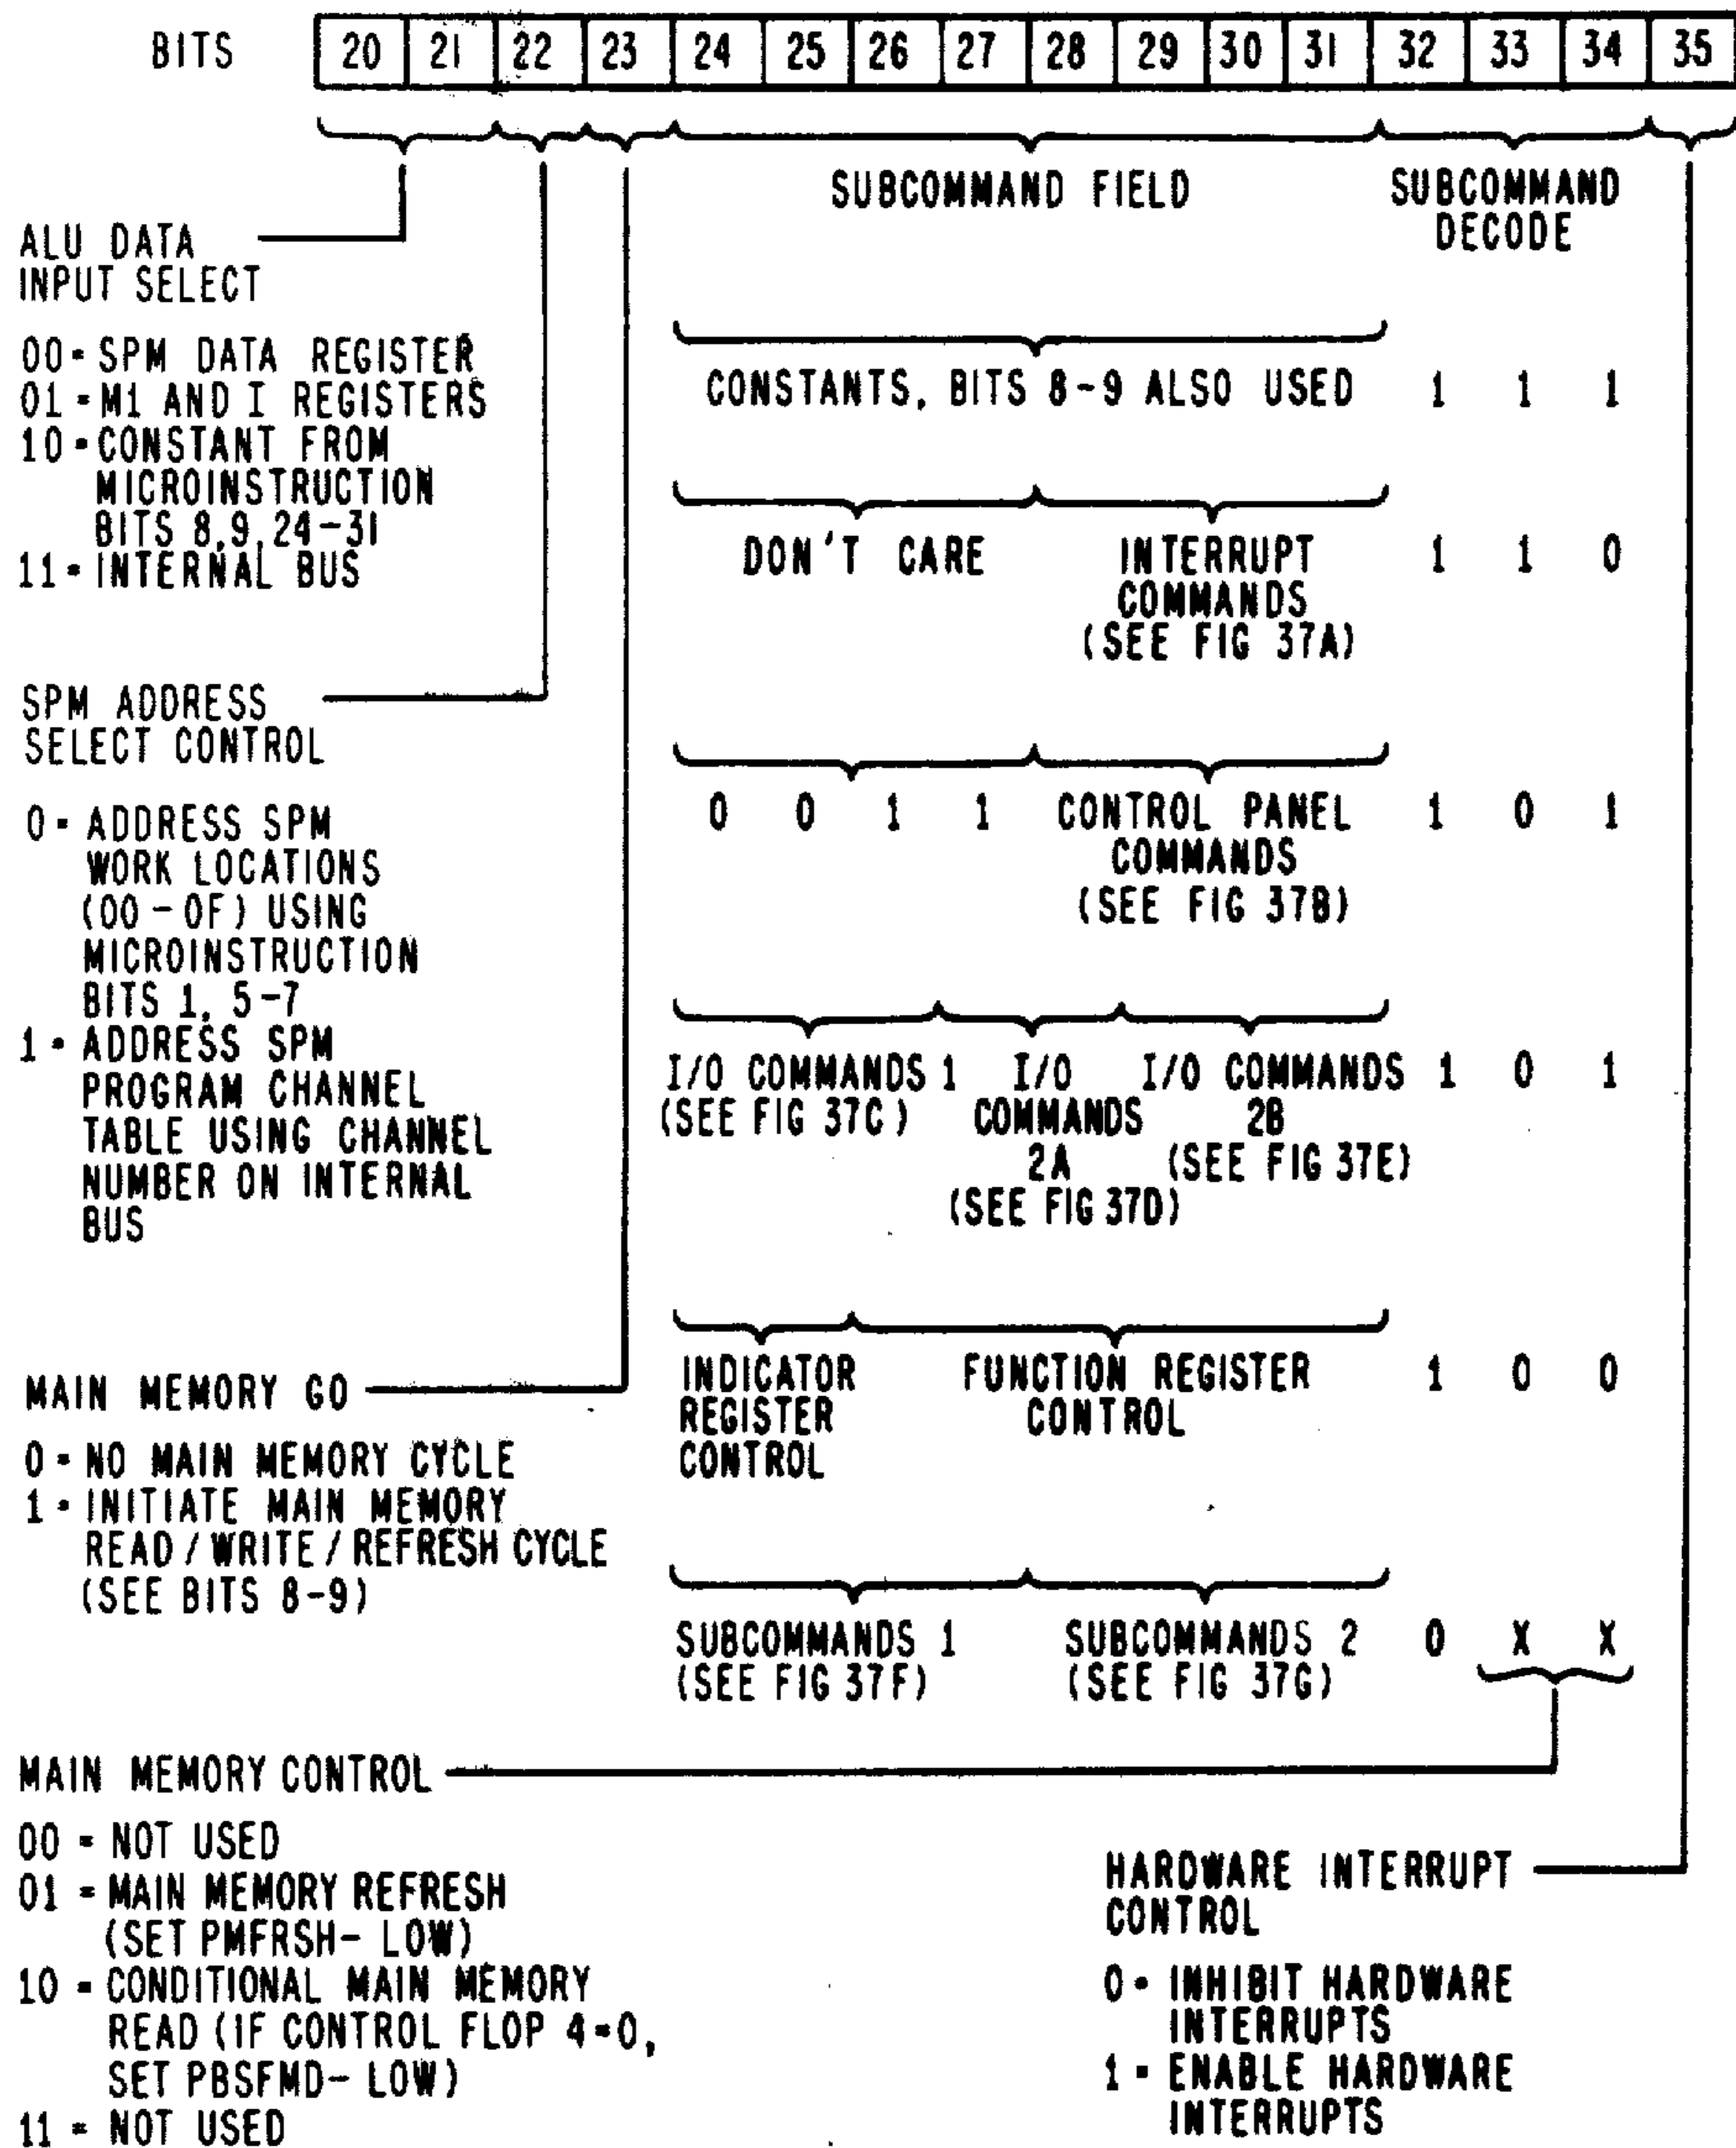 BITS 20 21 22 23 24 25 26 27 28 29 30 31 32 33 34 35
SUBCOMMAND FIELD
SUBCOMMAND
DECODE
ALU DATA
INPUT SELECT
00 = SPM DATA REGISTER
01 = M1 AND I REGISTERS
10 = CONSTANT FROM
MICROINSTRUCTION
BITS 8,9,24-31
11 = INTERNAL BUS
CONSTANTS, BITS 8-9 ALSO USED 1 1 1
DON'T CARE
INTERRUPT
COMMANDS
(SEE FIG 37A)
1 1 0
SPM ADDRESS
SELECT CONTROL
0 = ADDRESS SPM
WORK LOCATIONS
(00-0F) USING
MICROINSTRUCTION
BITS 1, 5-7
1 = ADDRESS SPM
PROGRAM CHANNEL
TABLE USING CHANNEL
NUMBER ON INTERNAL
BUS
0 0 1 1
CONTROL PANEL
COMMANDS
(SEE FIG 37B)
1 0 1
I/O COMMANDS 1
(SEE FIG 37C)
I/O
COMMANDS
2A
(SEE FIG 37D)
I/O COMMANDS
2B
(SEE FIG 37E)
1 0 1
MAIN MEMORY GO
0 = NO MAIN MEMORY CYCLE
1 = INITIATE MAIN MEMORY
READ/WRITE/REFRESH CYCLE
(SEE BITS 8-9)
INDICATOR
REGISTER
CONTROL
FUNCTION REGISTER
CONTROL
1 0 0
SUBCOMMANDS 1
(SEE FIG 37F)
SUBCOMMANDS 2
(SEE FIG 37G)
0 X X
MAIN MEMORY CONTROL
00 = NOT USED
01 = MAIN MEMORY REFRESH
(SET PMFRSH- LOW)
10 = CONDITIONAL MAIN MEMORY
READ (IF CONTROL FLOP 4=0,
SET PBSFMD- LOW)
11 = NOT USED
HARDWARE INTERRUPT
CONTROL
0 = INHIBIT HARDWARE
INTERRUPTS
1 = ENABLE HARDWARE
INTERRUPTS